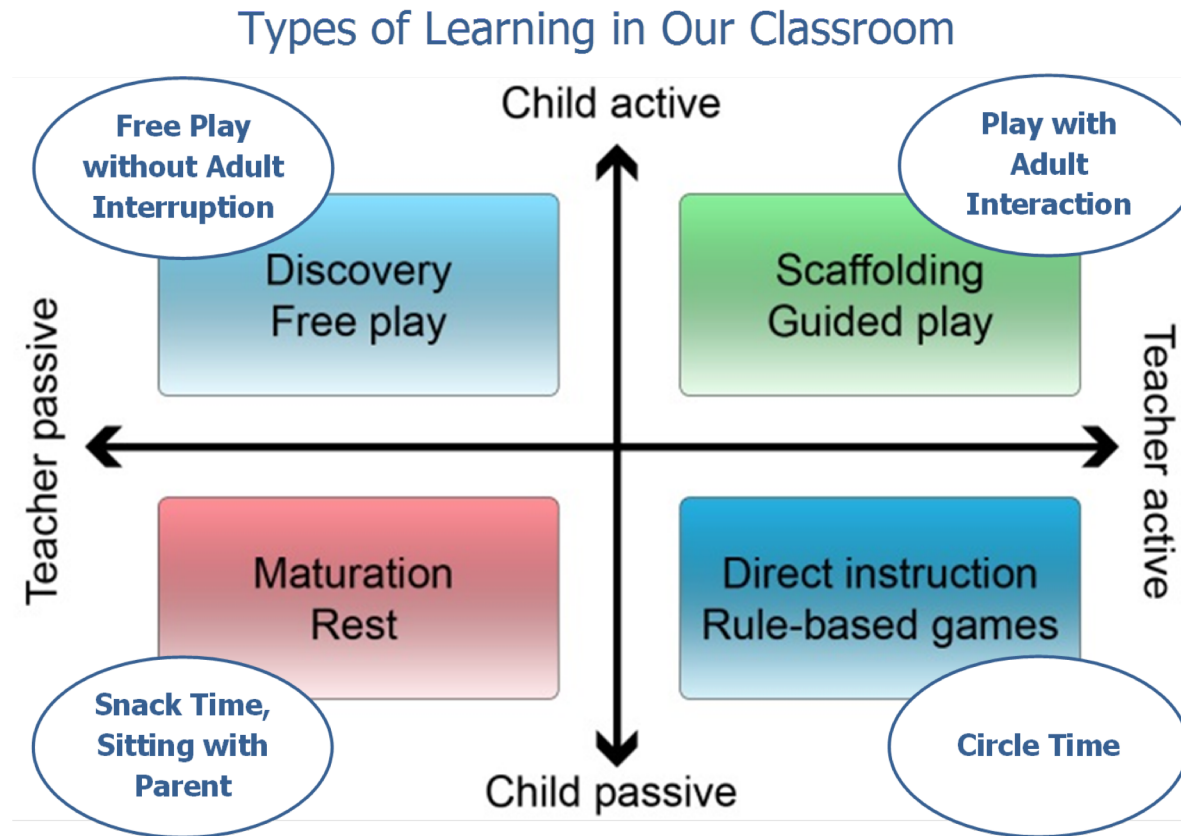 Types of Learning in Our Classroom
Child active
Free Play
without Adult
Interruption
Play with
Adult
Interaction
Discovery
Free play
Scaffolding
Guided play
Teacher passive
Teacher active
Maturation
Rest
Direct instruction
Rule-based games
Snack Time,
Sitting with
Parent
Circle Time
Child passive